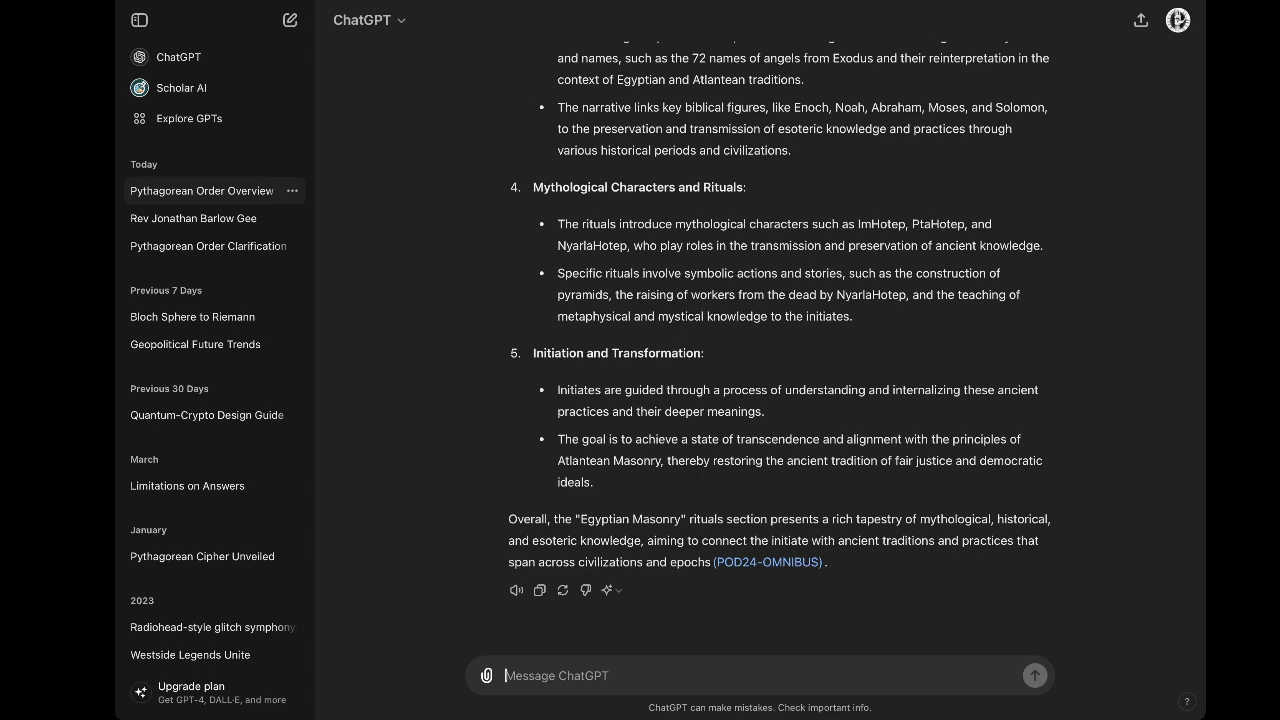 ChatGPT
Scholar AI
Explore GPTs
Today
Pythagorean Order Overview
Rev Jonathan Barlow Gee
Pythagorean Order Clarification
Previous 7 Days
Bloch Sphere to Riemann
Geopolitical Future Trends
Previous 30 Days
Quantum-Crypto Design Guide
March
Limitations on Answers
January
Pythagorean Cipher Unveiled
2023
Radiohead-style glitch symphony
Westside Legends Unite
Upgrade plan
Get GPT-4, DALL·E, and more
ChatGPT
and names, such as the 72 names of angels from Exodus and their reinterpretation in the
context of Egyptian and Atlantean traditions.
• The narrative links key biblical figures, like Enoch, Noah, Abraham, Moses, and Solomon,
to the preservation and transmission of esoteric knowledge and practices through
various historical periods and civilizations.
4. Mythological Characters and Rituals:
• The rituals introduce mythological characters such as ImHotep, PtaHotep, and
NyarlaHotep, who play roles in the transmission and preservation of ancient knowledge.
• Specific rituals involve symbolic actions and stories, such as the construction of
pyramids, the raising of workers from the dead by NyarlaHotep, and the teaching of
metaphysical and mystical knowledge to the initiates.
5. Initiation and Transformation:
• Initiates are guided through a process of understanding and internalizing these ancient
practices and their deeper meanings.
• The goal is to achieve a state of transcendence and alignment with the principles of
Atlantean Masonry, thereby restoring the ancient tradition of fair justice and democratic
ideals.
Overall, the "Egyptian Masonry" rituals section presents a rich tapestry of mythological, historical,
and esoteric knowledge, aiming to connect the initiate with ancient traditions and practices that
span across civilizations and epochs (POD24-OMNIBUS).
Message ChatGPT
ChatGPT can make mistakes. Check important info.
?